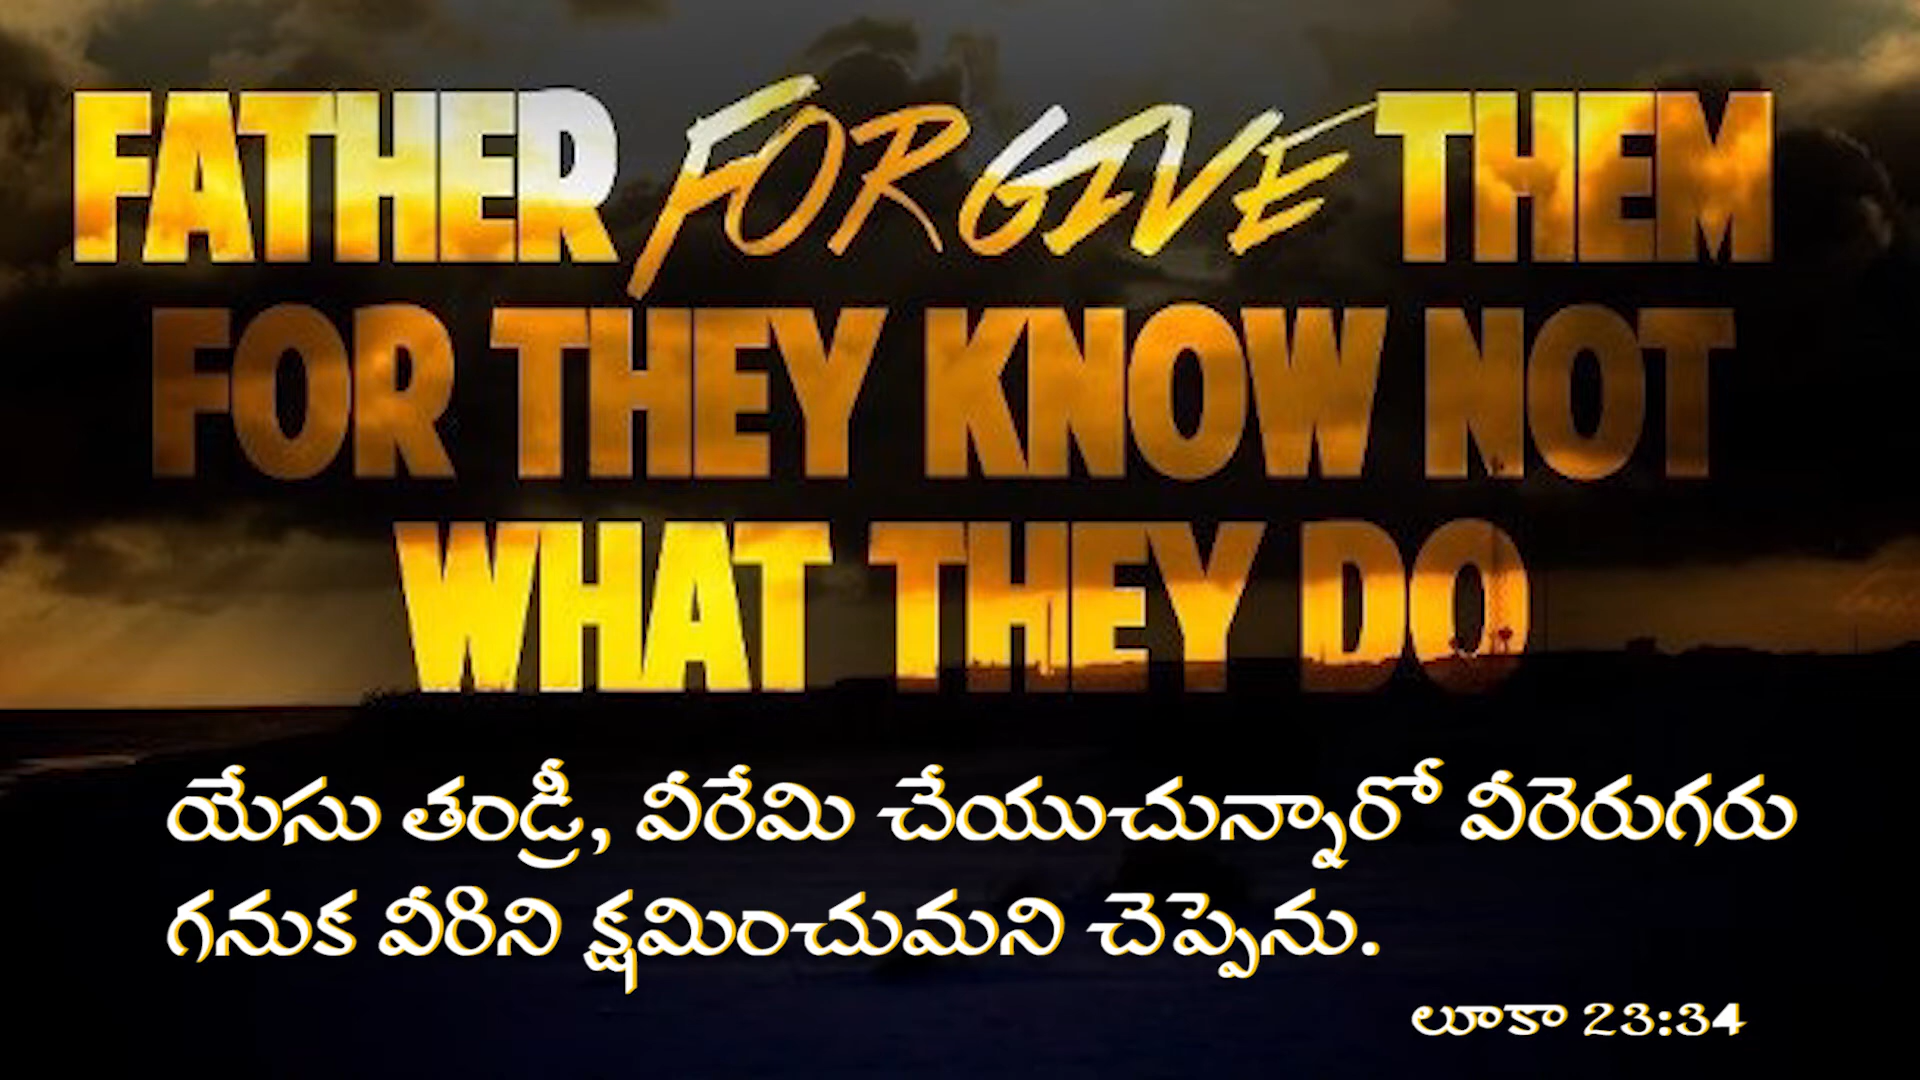 FATHER FORGIVE THEM
FOR THEY KNOW NOT
WHAT THEY DO
యేసు తండ్రీ, వీరేమి చేయుచున్నారో వీరెరుగరు
గనుక వీరిని క్షమించుమని చెప్పెను.
లూకా 23:34